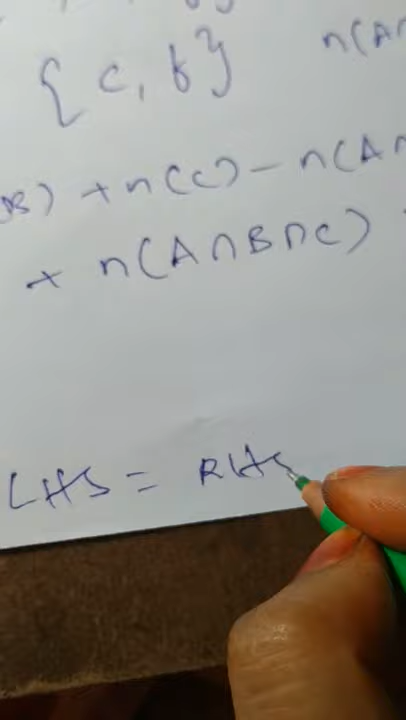 {c, f} n(A∩
B) + n(C) - n(A∩
+ n(A∩B∩C)
LHS = RHS